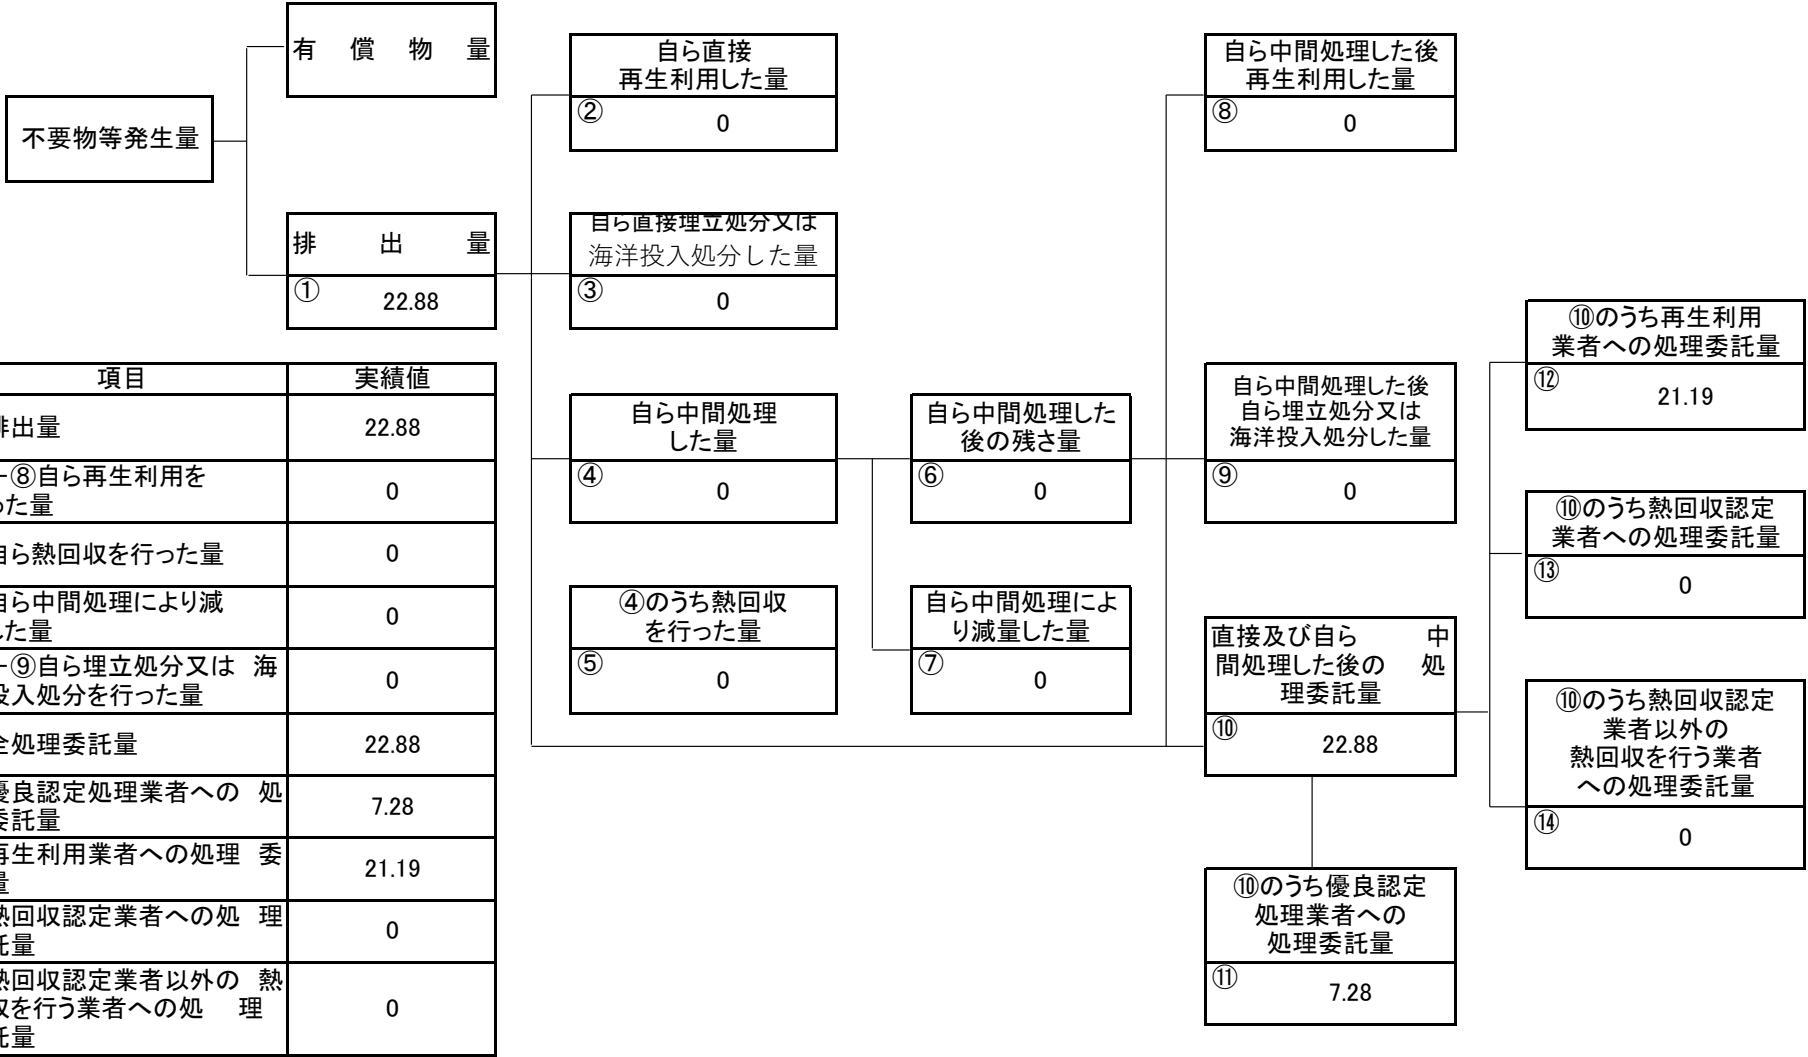 有 償 物 量
不要物等発生量
排 出 量
① 22.88
自ら直接
再生利用した量
② 0
自ら直接埋立処分又は
海洋投入処分した量
③ 0
自ら中間処理
した量
④ 0
④のうち熱回収
を行った量
⑤ 0
自ら中間処理した
後の残さ量
⑥ 0
自ら中間処理によ
り減量した量
⑦ 0
自ら中間処理した後
再生利用した量
⑧ 0
自ら中間処理した後
自ら埋立処分又は
海洋投入処分した量
⑨ 0
直接及び自ら 中
間処理した後の 処
理委託量
⑩ 22.88
⑩のうち優良認定
処理業者への
処理委託量
⑪ 7.28
⑩のうち再生利用
業者への処理委託量
⑫ 21.19
⑩のうち熱回収認定
業者への処理委託量
⑬ 0
⑩のうち熱回収認定
業者以外の
熱回収を行う業者
への処理委託量
⑭ 0
項目 実績値
排出量 22.88
⑧自ら再生利用を
た量 0
自ら熱回収を行った量 0
自ら中間処理により減
した量 0
⑨自ら埋立処分又は 海
投入処分を行った量 0
全処理委託量 22.88
優良認定処理業者への 処
委託量 7.28
再生利用業者への処理 委
量 21.19
熱回収認定業者への処 理
託量 0
熱回収認定業者以外の 熱
収を行う業者への処 理
託量 0